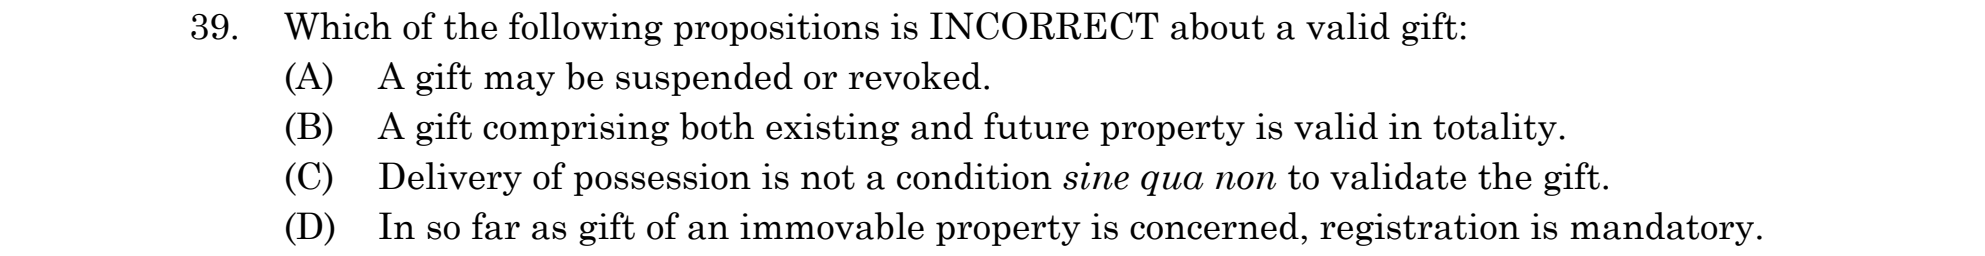 39. Which of the following propositions is INCORRECT about a valid gift:
(A) A gift may be suspended or revoked.
(B) A gift comprising both existing and future property is valid in totality.
(C) Delivery of possession is not a condition sine qua non to validate the gift.
(D) In so far as gift of an immovable property is concerned, registration is mandatory.